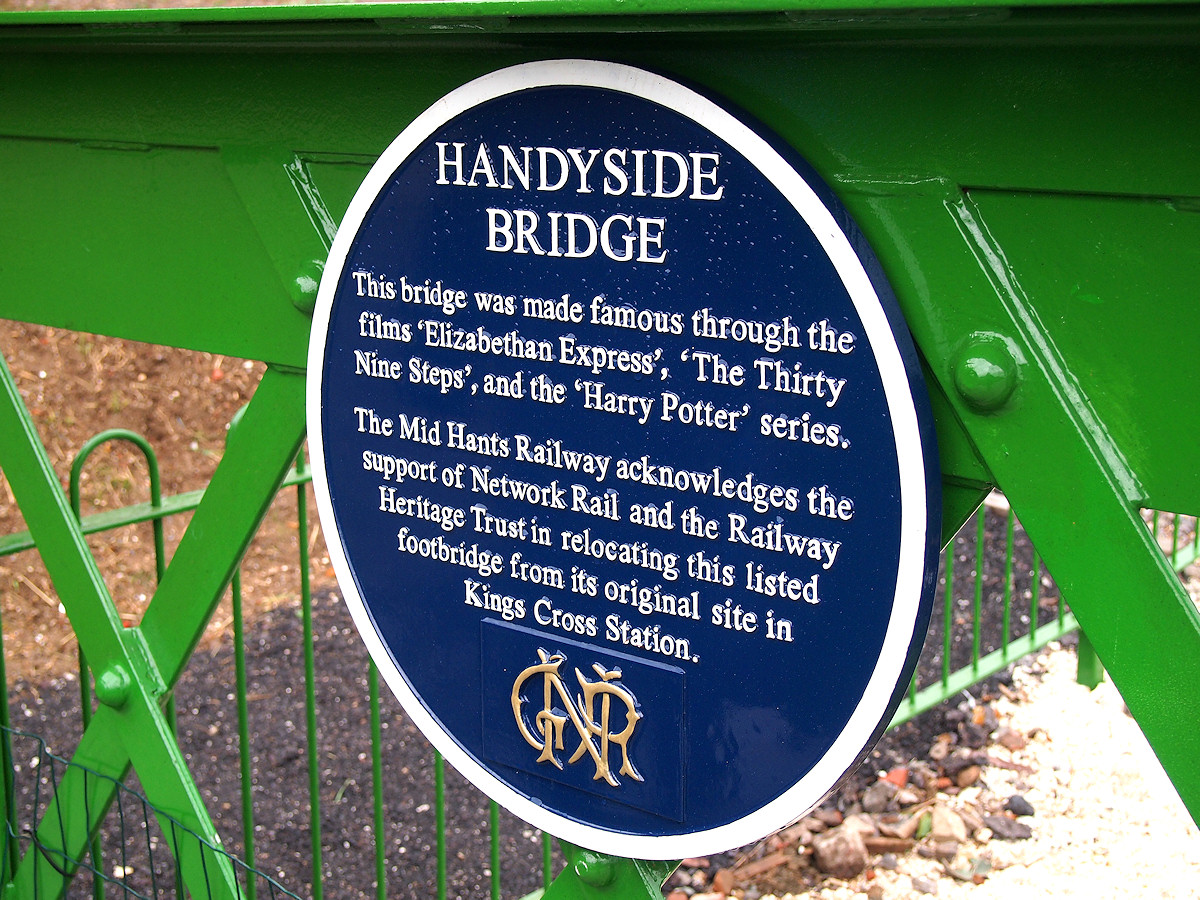 HANDYSIDE
BRIDGE
This bridge was made famous through the
films ‘Elizabethan Express’, ‘The Thirty
Nine Steps’, and the ‘Harry Potter’ series.
The Mid Hants Railway acknowledges the
support of Network Rail and the Railway
Heritage Trust in relocating this listed
footbridge from its original site in
Kings Cross Station.
GNR